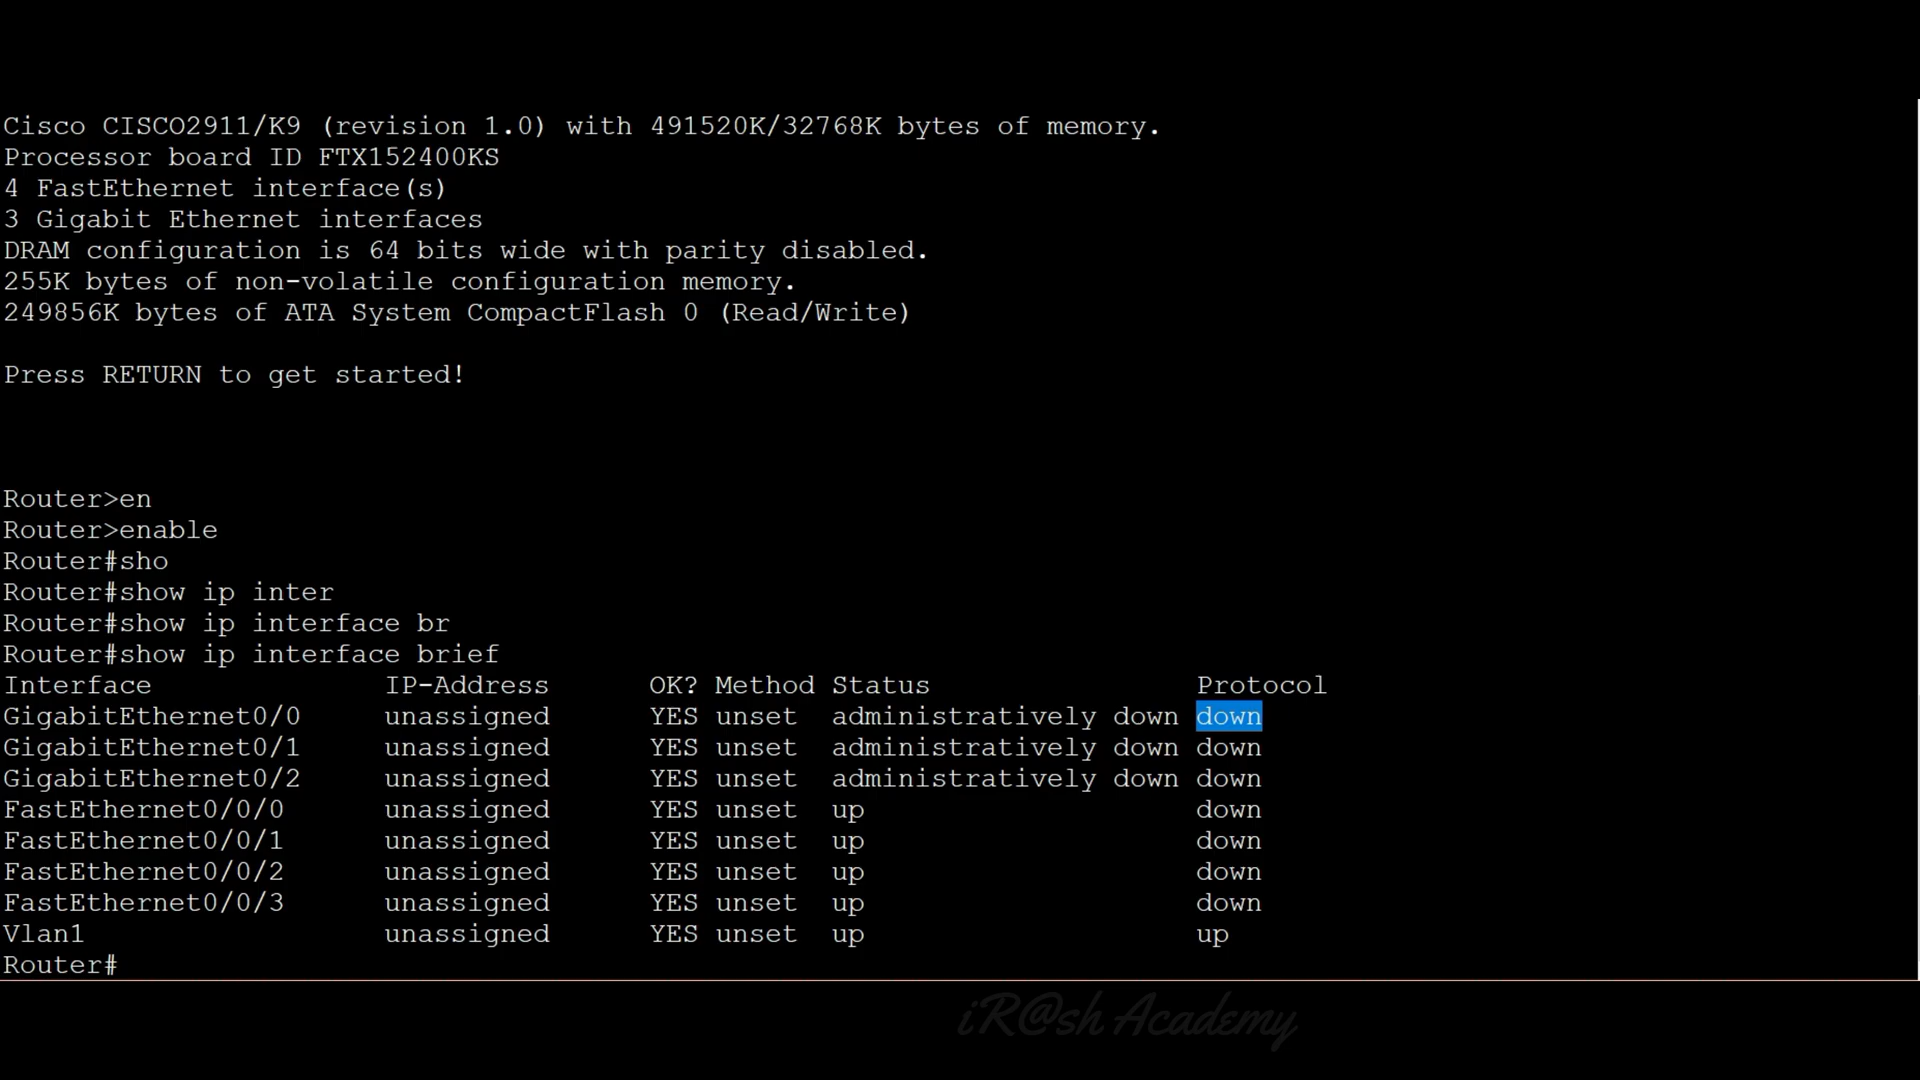 Cisco CISCO2911/K9 (revision 1.0) with 491520K/32768K bytes of memory.
Processor board ID FTX152400KS
4 FastEthernet interface(s)
3 Gigabit Ethernet interfaces
DRAM configuration is 64 bits wide with parity disabled.
255K bytes of non-volatile configuration memory.
249856K bytes of ATA System CompactFlash 0 (Read/Write)
Press RETURN to get started!
Router>en
Router>enable
Router#sho
Router#show ip inter
Router#show ip interface br
Router#show ip interface brief
Interface IP-Address OK? Method Status Protocol
GigabitEthernet0/0 unassigned YES unset administratively down down
GigabitEthernet0/1 unassigned YES unset administratively down down
GigabitEthernet0/2 unassigned YES unset administratively down down
FastEthernet0/0/0 unassigned YES unset up down
FastEthernet0/0/1 unassigned YES unset up down
FastEthernet0/0/2 unassigned YES unset up down
FastEthernet0/0/3 unassigned YES unset up down
Vlan1 unassigned YES unset up up
Router#
iR@sh Academy